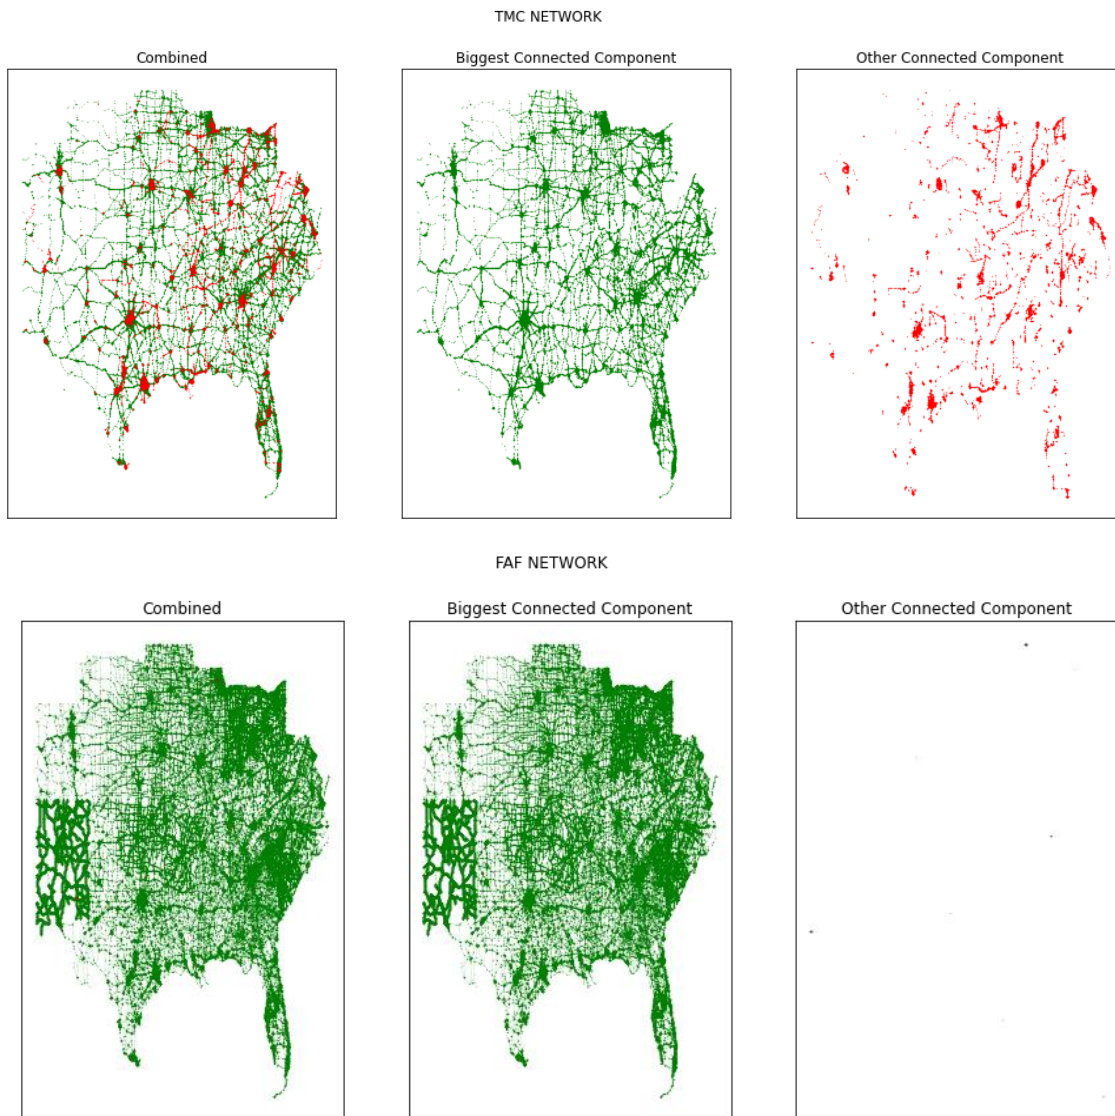 TMC NETWORK
Combined
Biggest Connected Component
Other Connected Component
FAF NETWORK
Combined
Biggest Connected Component
Other Connected Component